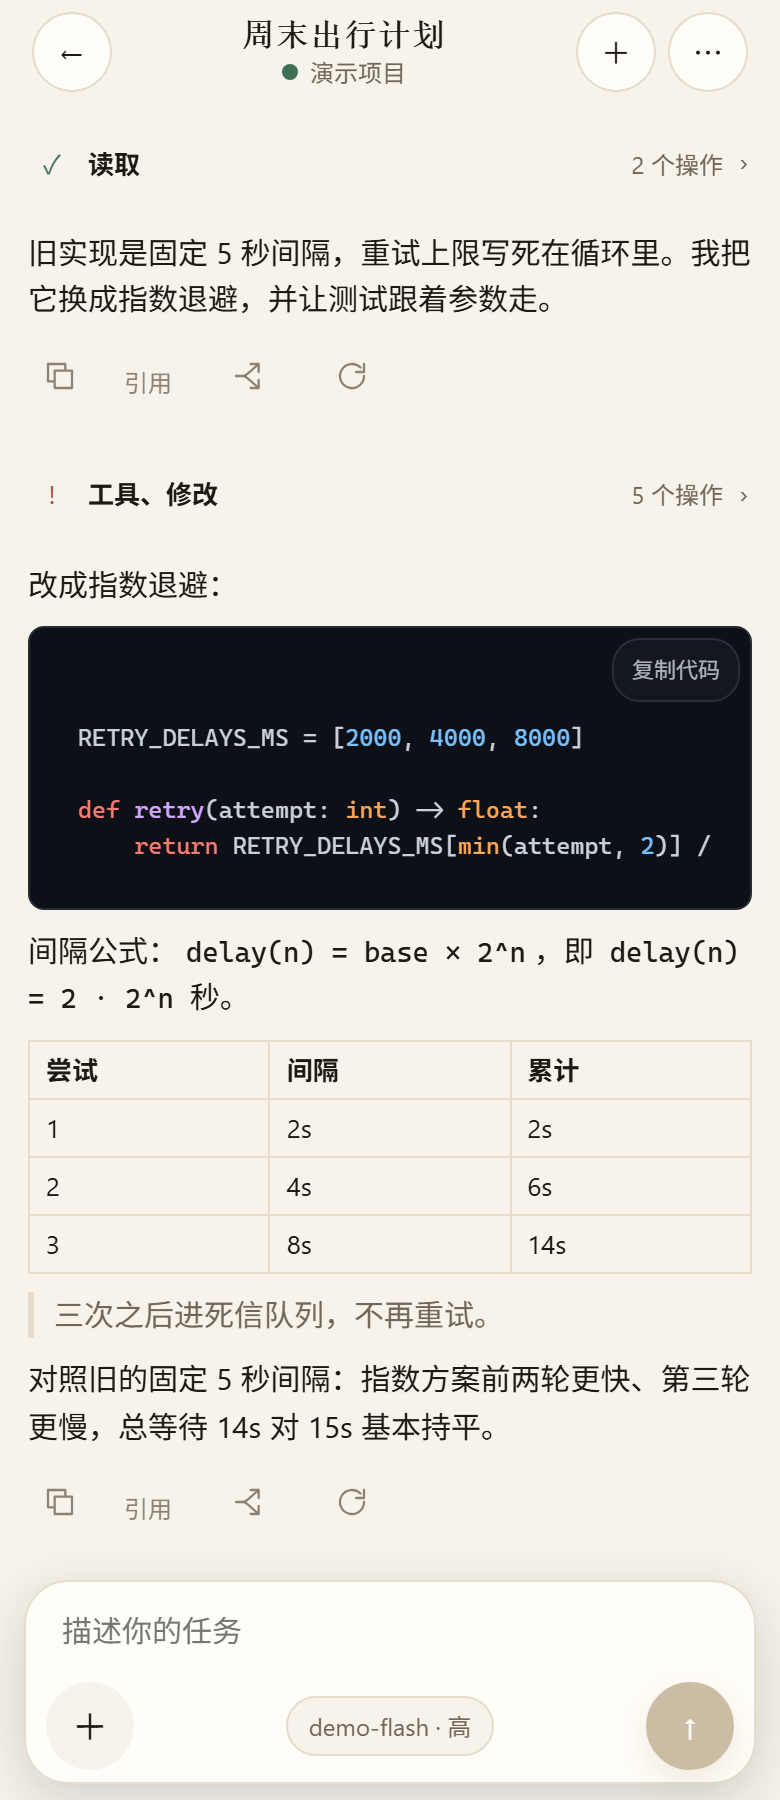 周末出行计划
演示项目
读取
2 个操作
旧实现是固定 5 秒间隔，重试上限写死在循环里。我把
它换成指数退避，并让测试跟着参数走。
引用
! 工具、修改
5 个操作
改成指数退避：
复制代码
RETRY_DELAYS_MS = [2000, 4000, 8000]
def retry(attempt: int) -> float:
    return RETRY_DELAYS_MS[min(attempt, 2)] /
间隔公式： delay(n) = base × 2^n ，即 delay(n)
= 2 · 2^n 秒。
尝试 间隔 累计
1 2s 2s
2 4s 6s
3 8s 14s
三次之后进死信队列，不再重试。
对照旧的固定 5 秒间隔：指数方案前两轮更快、第三轮
更慢，总等待 14s 对 15s 基本持平。
引用
描述你的任务
demo-flash · 高